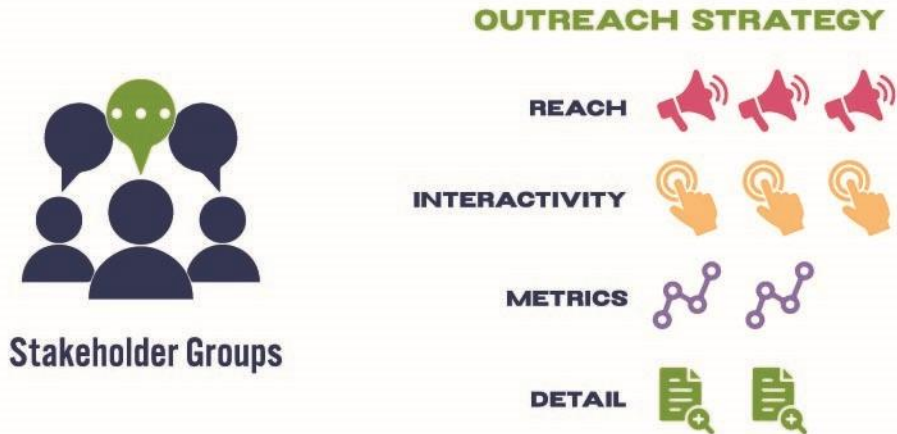 OUTREACH STRATEGY
REACH
INTERACTIVITY
METRICS
DETAIL
Stakeholder Groups